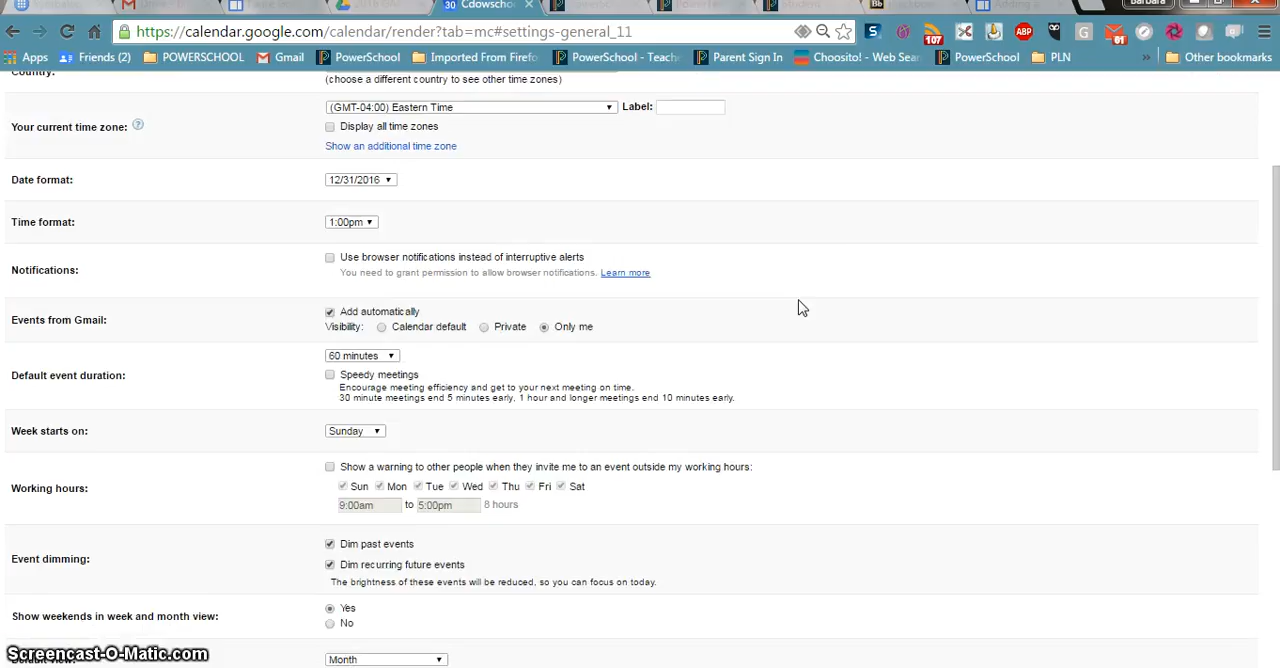 Cdowsch
Barbara
https://calendar.google.com/calendar/render?tab=mc#settings-general_11
Apps Friends (2) POWERSCHOOL Gmail PowerSchool Imported From Firefo PowerSchool - Teach Parent Sign In Choosito! - Web Sear PowerSchool PLN » Other bookmarks
Country:
(choose a different country to see other time zones)
Your current time zone:
(GMT-04:00) Eastern Time Label:
Display all time zones
Show an additional time zone
Date format:
12/31/2016
Time format:
1:00pm
Notifications:
Use browser notifications instead of interruptive alerts
You need to grant permission to allow browser notifications. Learn more
Events from Gmail:
Add automatically
Visibility: Calendar default Private Only me
Default event duration:
60 minutes
Speedy meetings
Encourage meeting efficiency and get to your next meeting on time.
30 minute meetings end 5 minutes early, 1 hour and longer meetings end 10 minutes early.
Week starts on:
Sunday
Working hours:
Show a warning to other people when they invite me to an event outside my working hours:
Sun Mon Tue Wed Thu Fri Sat
9:00am to 5:00pm 8 hours
Event dimming:
Dim past events
Dim recurring future events
The brightness of these events will be reduced, so you can focus on today.
Show weekends in week and month view:
Yes
No
Default view:
Month
Screencast-O-Matic.com